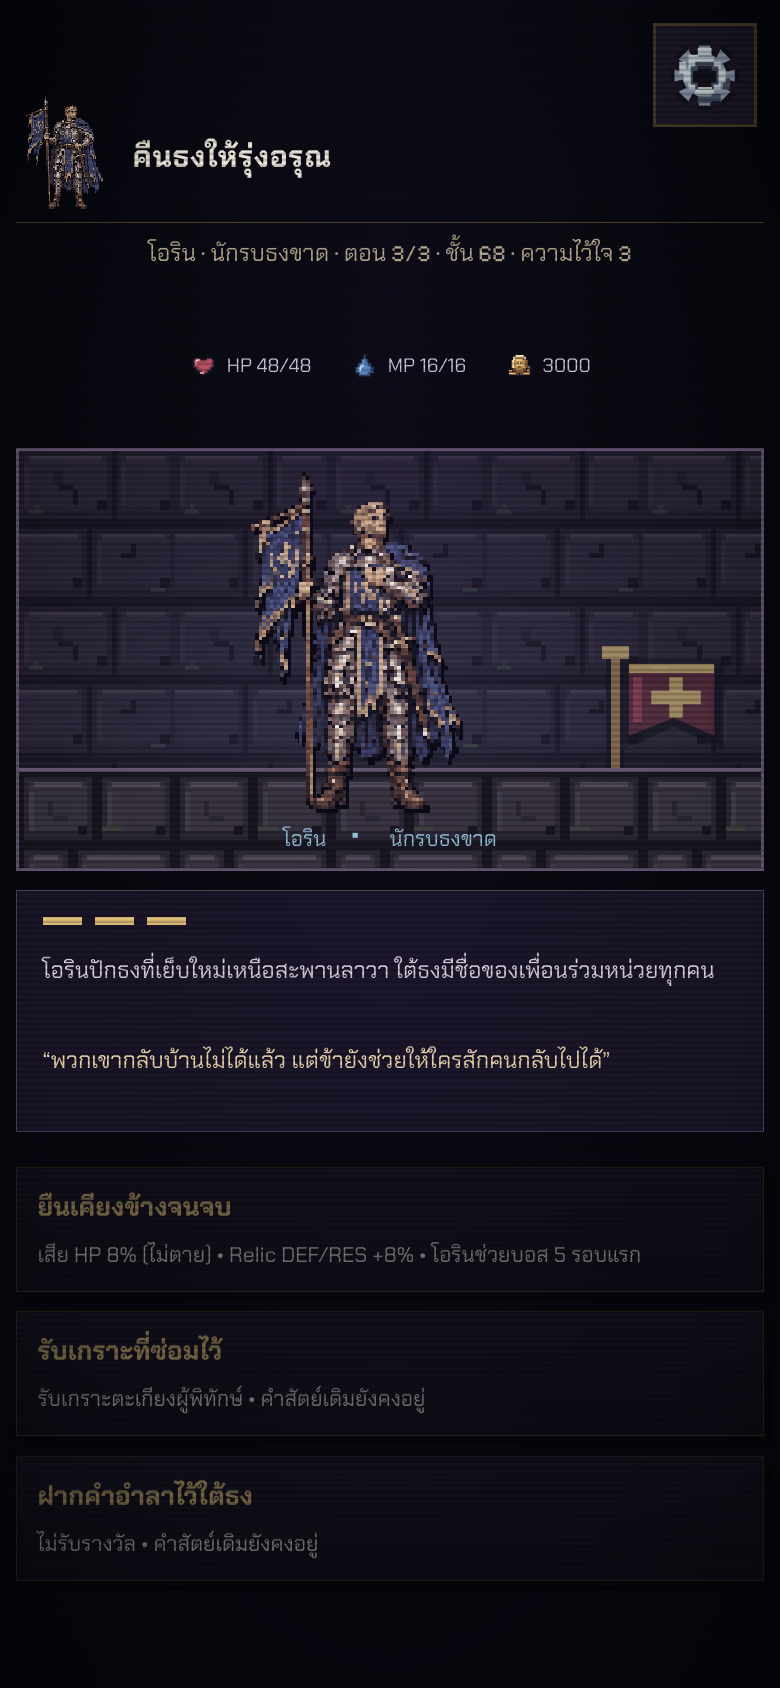 คืนธงให้รุ่งอรุณ
โอริน · นักรบธงขาด · ตอน 3/3 · ชั้น 68 · ความไว้ใจ 3
HP 48/48 MP 16/16 3000
โอริน · นักรบธงขาด
โอรินปักธงที่เย็บใหม่เหนือสะพานลาวา ใต้ธงมีชื่อของเพื่อนร่วมหน่วยทุกคน
“พวกเขากลับบ้านไม่ได้แล้ว แต่ข้ายังช่วยให้ใครสักคนกลับไปได้”
ยืนเคียงข้างจนจบ
เสีย HP 8% (ไม่ตาย) • Relic DEF/RES +8% • โอรินช่วยบอส 5 รอบแรก
รับเกราะที่ซ่อมไว้
รับเกราะตะเกียงผู้พิทักษ์ • คำสัตย์เดิมยังคงอยู่
ฝากคำอำลาไว้ใต้ธง
ไม่รับรางวัล • คำสัตย์เดิมยังคงอยู่